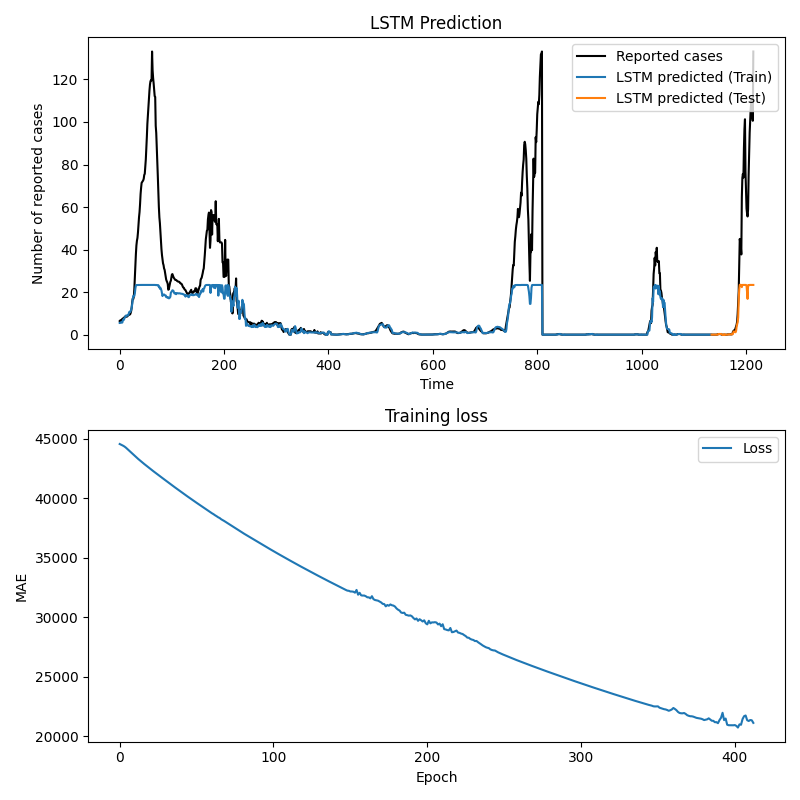 LSTM Prediction
Number of reported cases
120
100
80
60
40
20
0
Reported cases
LSTM predicted (Train)
LSTM predicted (Test)
0 200 400 600 800 1000 1200
Time
Training loss
MAE
45000
40000
35000
30000
25000
20000
Loss
0 100 200 300 400
Epoch